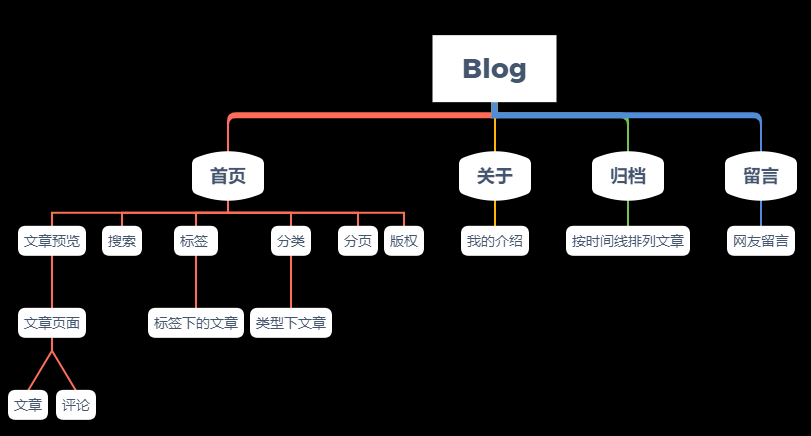 Blog
首页
关于
归档
留言
文章预览
搜索
标签
分类
分页
版权
我的介绍
按时间线排列文章
网友留言
文章页面
标签下的文章
类型下文章
文章
评论